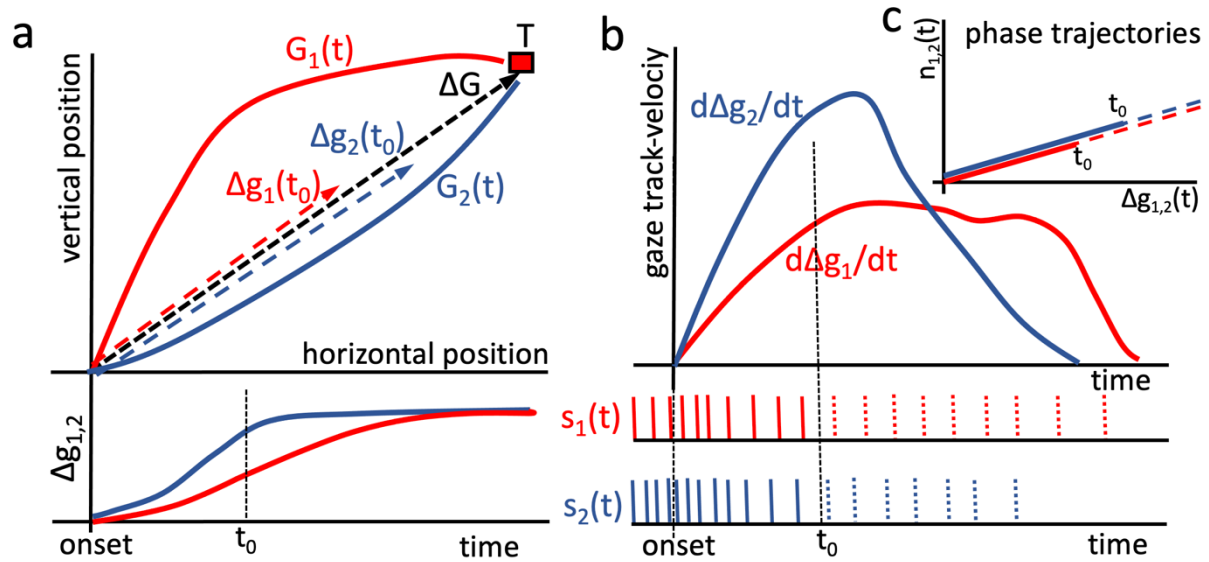 a
G₁(t)
T
ΔG
Δg₂(t₀)
Δg₁(t₀)
G₂(t)
vertical position
horizontal position
Δg₁,₂
onset
t₀
time
b
gaze track-velociy
dΔg₂/dt
dΔg₁/dt
time
s₁(t)
s₂(t)
onset
t₀
c
n₁,₂(t)
phase trajectories
t₀
t₀
Δg₁,₂(t)